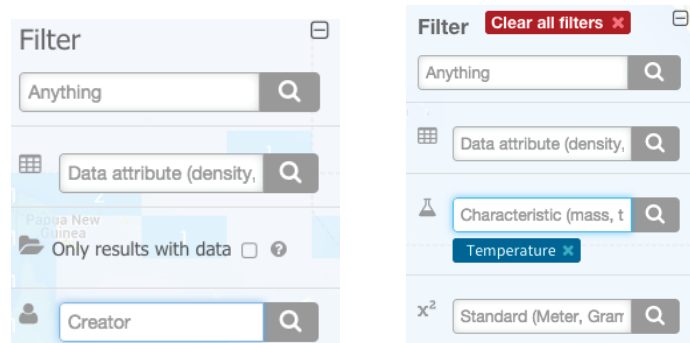 Filter
Anything
Data attribute (density,
Papua New
Guinea
Only results with data
Creator
Filter Clear all filters ×
Anything
Data attribute (density,
Characteristic (mass, t
Temperature ×
x²
Standard (Meter, Gram